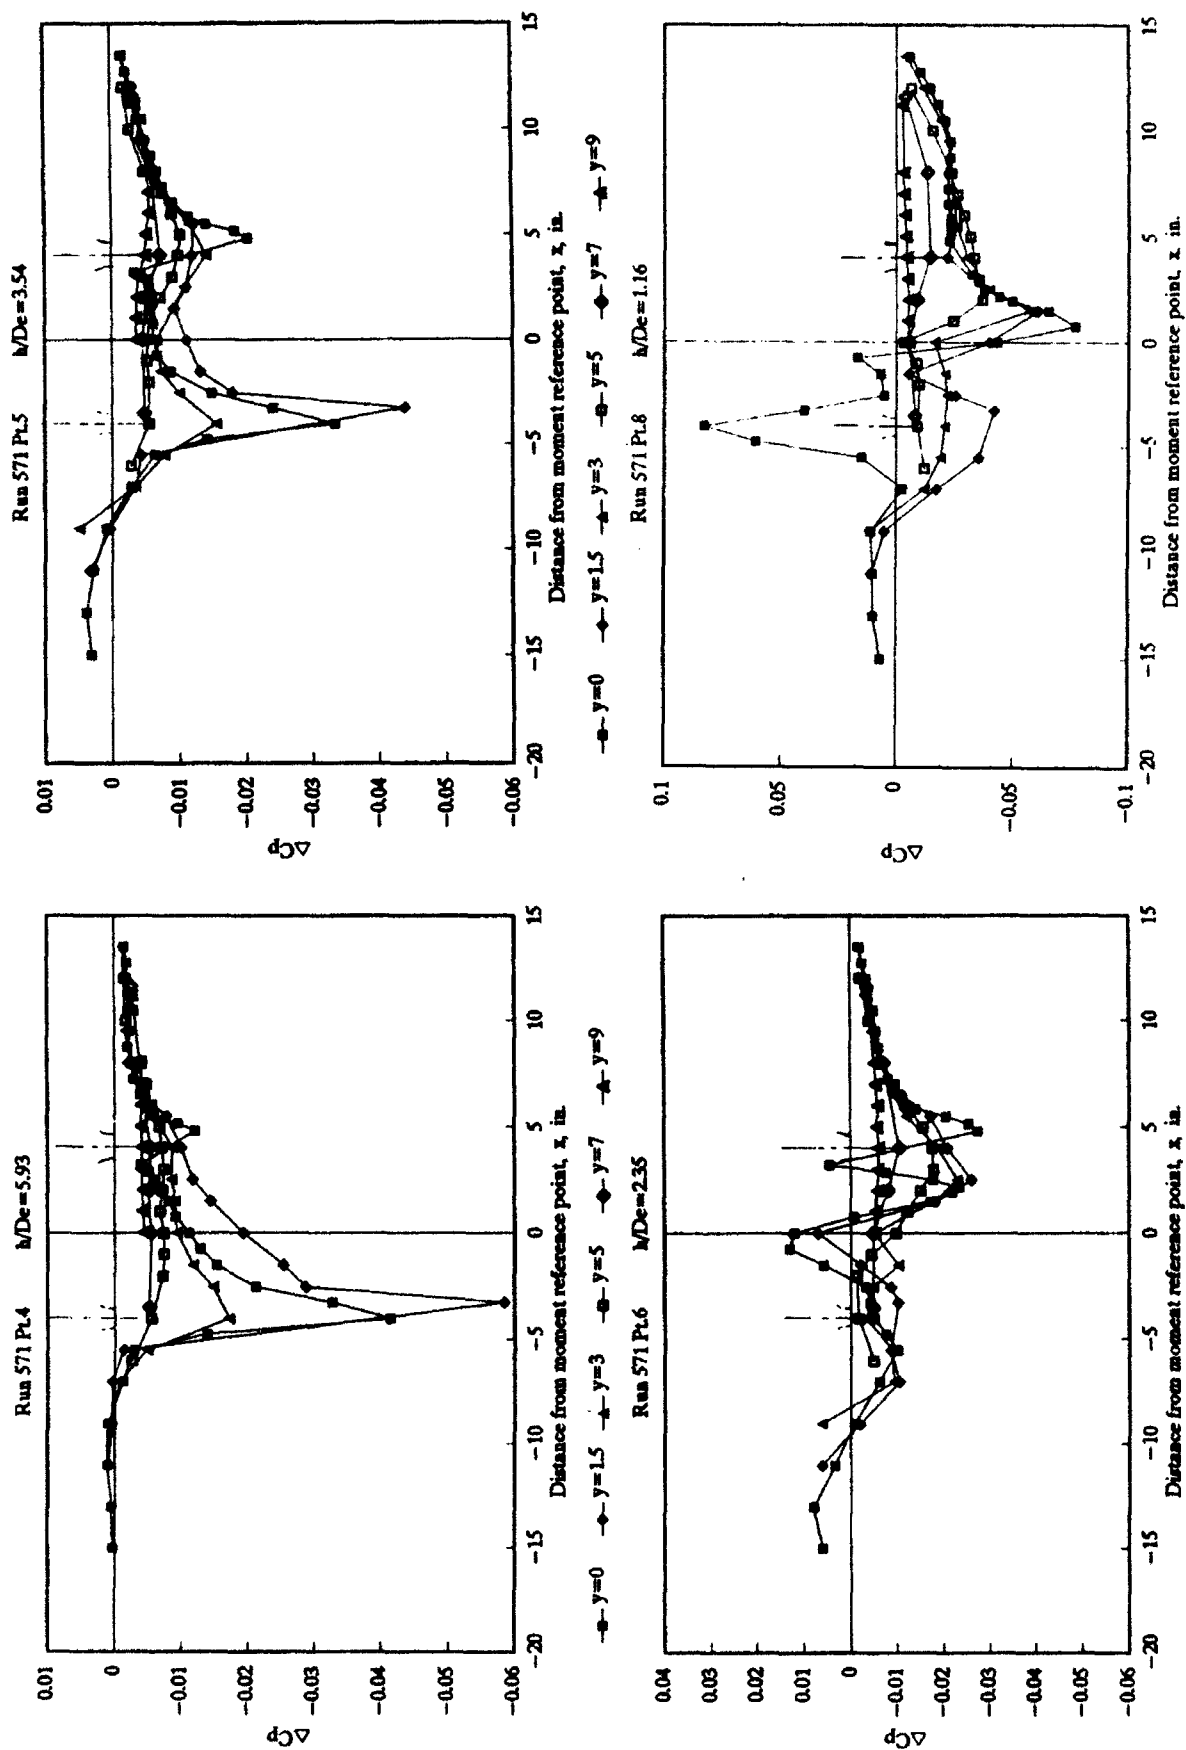 Run 571 Pt.4 h/De=5.93
0.01
0
-0.01
-0.02
-0.03
-0.04
-0.05
-0.06
ΔCp
-20 -15 -10 -5 0 5 10 15
Distance from moment reference point, x, in.
y=0 y=1.5 y=3 y=5 y=7 y=9
Run 571 Pt.5 h/De=3.54
0.01
0
-0.01
-0.02
-0.03
-0.04
-0.05
-0.06
ΔCp
-20 -15 -10 -5 0 5 10 15
Distance from moment reference point, x, in.
y=0 y=1.5 y=3 y=5 y=7 y=9
Run 571 Pt.6 h/De=2.35
0.04
0.03
0.02
0.01
0
-0.01
-0.02
-0.03
-0.04
-0.05
-0.06
ΔCp
-20 -15 -10 -5 0 5 10 15
Distance from moment reference point, x, in.
Run 571 Pt.8 h/De=1.16
0.1
0.05
0
-0.05
-0.1
ΔCp
-20 -15 -10 -5 0 5 10 15
Distance from moment reference point, x, in.